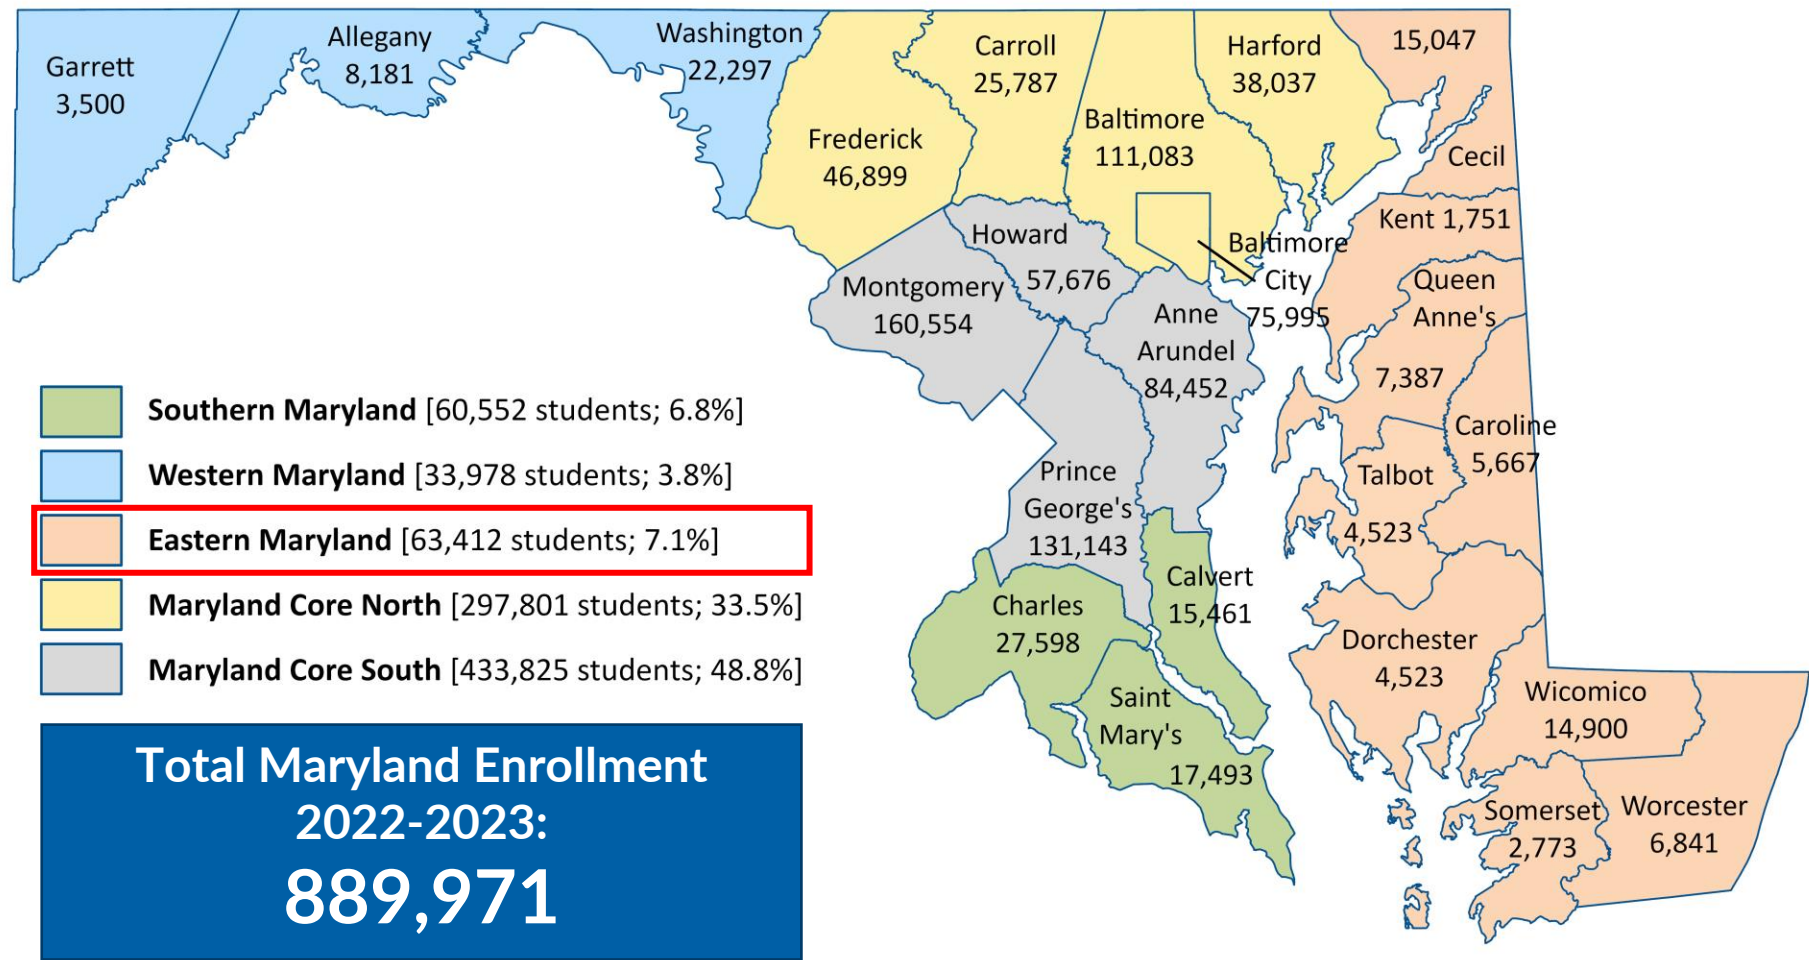 Garrett
3,500
Allegany
8,181
Washington
22,297
Frederick
46,899
Carroll
25,787
Baltimore
111,083
Harford
38,037
15,047
Cecil
Kent 1,751
Queen
Anne's
7,387
Caroline
5,667
Talbot
4,523
Dorchester
4,523
Wicomico
14,900
Somerset
2,773
Worcester
6,841
Baltimore
City
75,995
Howard
57,676
Montgomery
160,554
Anne
Arundel
84,452
Prince
George's
131,143
Calvert
15,461
Charles
27,598
Saint
Mary's
17,493
Southern Maryland [60,552 students; 6.8%]
Western Maryland [33,978 students; 3.8%]
Eastern Maryland [63,412 students; 7.1%]
Maryland Core North [297,801 students; 33.5%]
Maryland Core South [433,825 students; 48.8%]
Total Maryland Enrollment
2022-2023:
889,971